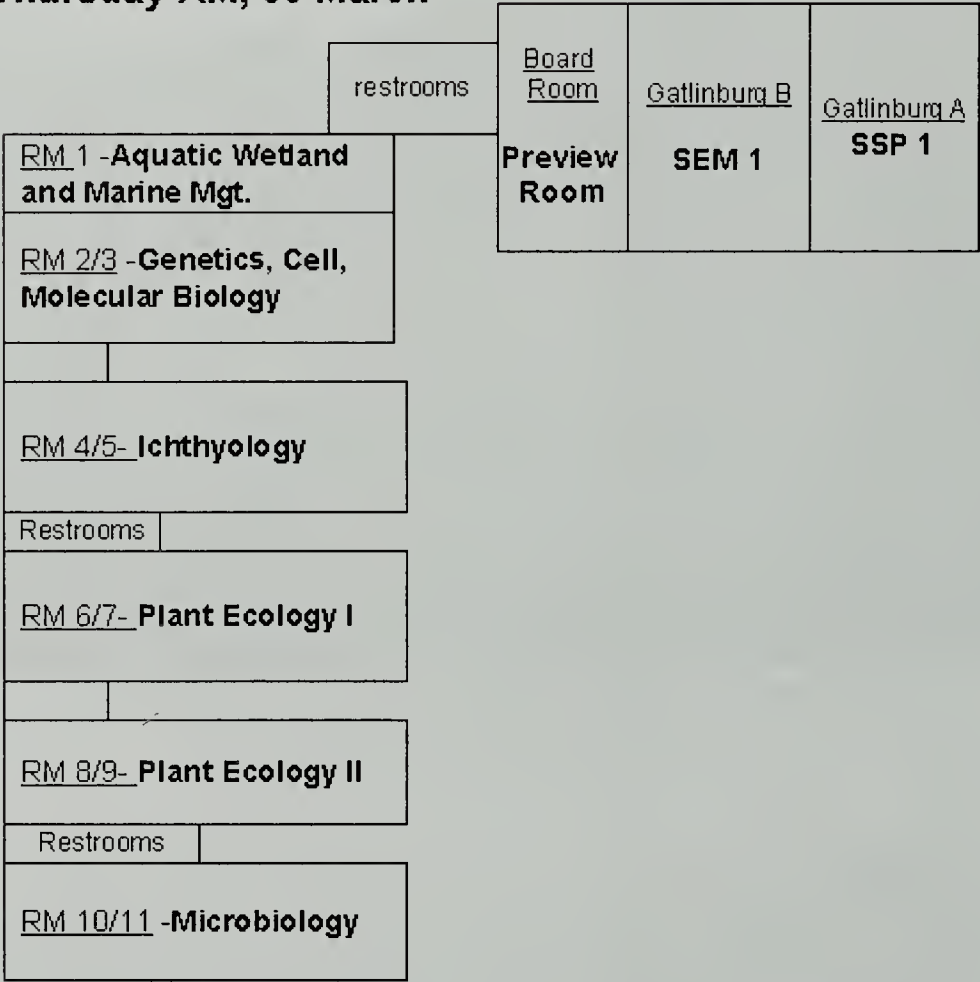 restrooms
Board
Room
Preview
Room
Gatlinburg B
SEM 1
Gatlinburg A
SSP 1
RM 1 -Aquatic Wetland
and Marine Mgt.
RM 2/3 -Genetics, Cell,
Molecular Biology
RM 4/5- Ichthyology
Restrooms
RM 6/7- Plant Ecology I
RM 8/9- Plant Ecology II
Restrooms
RM 10/11 -Microbiology